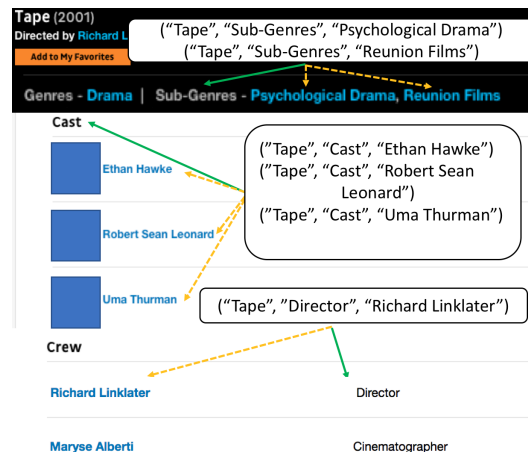 Tape (2001)
Directed by Richard L
Add to My Favorites
("Tape", "Sub-Genres", "Psychological Drama")
("Tape", "Sub-Genres", "Reunion Films")
Genres - Drama | Sub-Genres - Psychological Drama, Reunion Films
Cast
Ethan Hawke
Robert Sean Leonard
Uma Thurman
("Tape", "Cast", "Ethan Hawke")
("Tape", "Cast", "Robert Sean
Leonard")
("Tape", "Cast", "Uma Thurman")
("Tape", "Director", "Richard Linklater")
Crew
Richard Linklater Director
Maryse Alberti Cinematographer